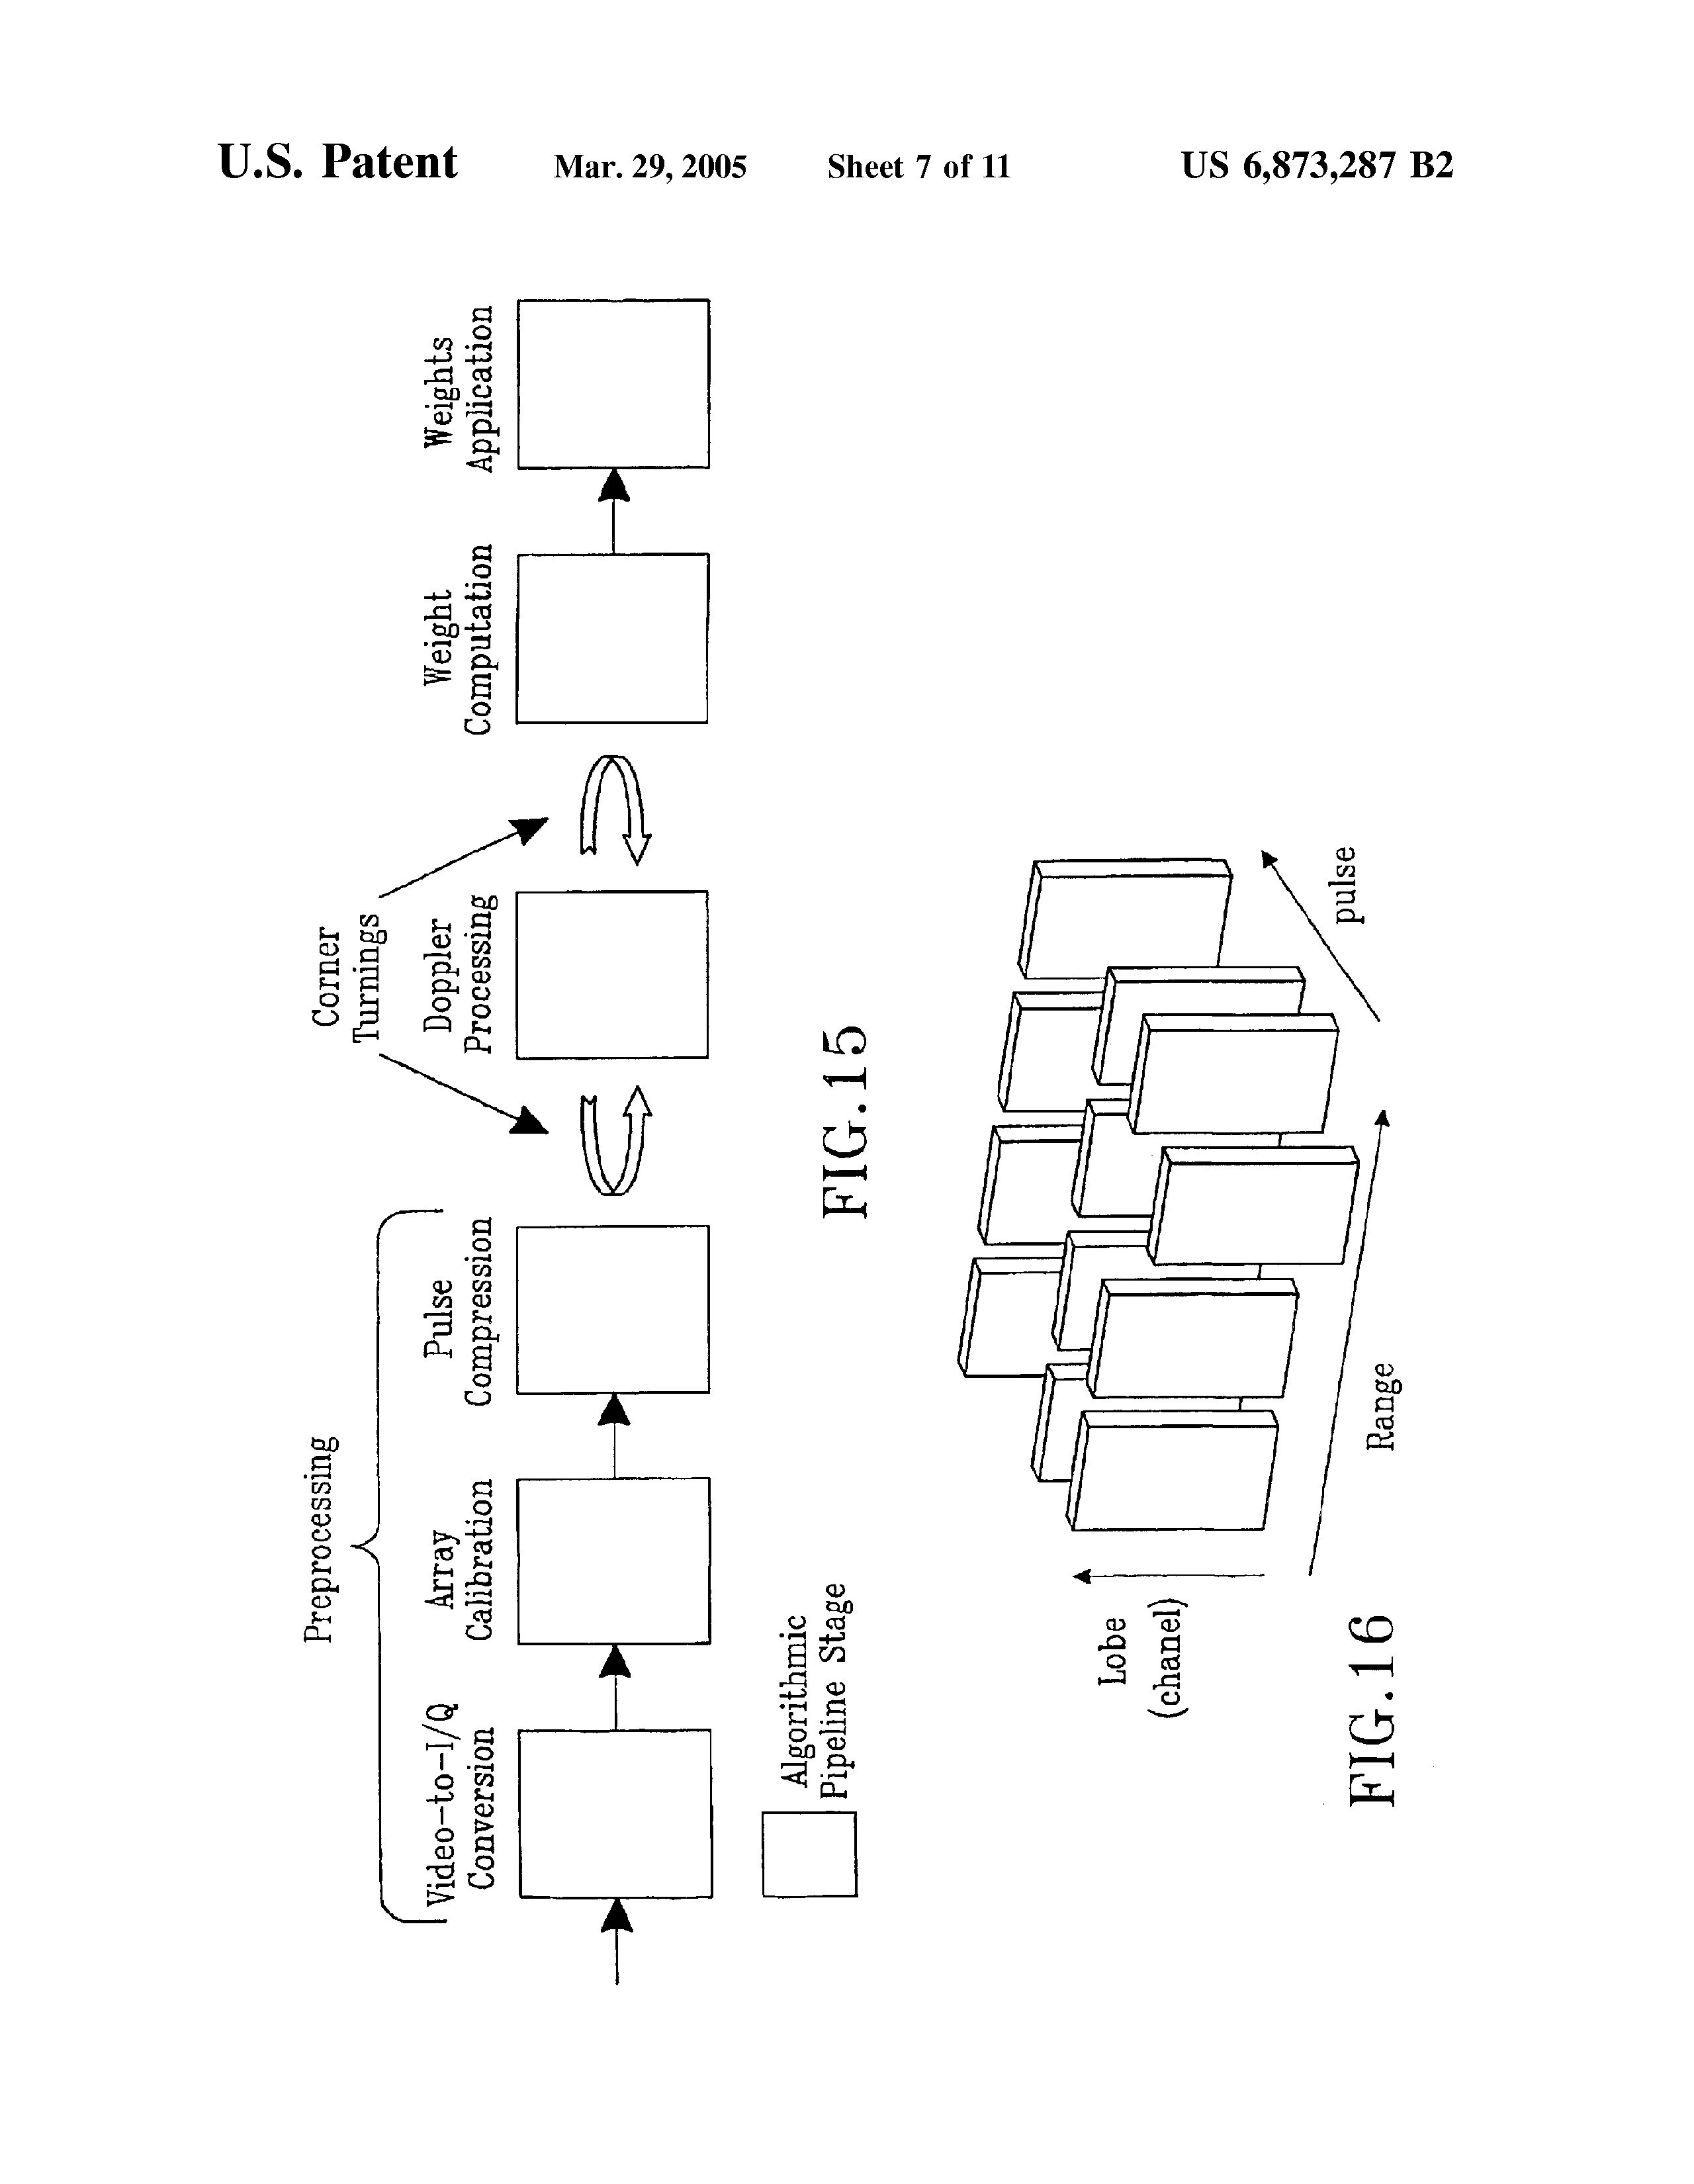 U.S. Patent Mar. 29, 2005 Sheet 7 of 11 US 6,873,287 B2
Preprocessing
Corner
Turnings
Video-to-I/Q
Conversion
Array
Calibration
Pulse
Compression
Doppler
Processing
Weight
Computation
Weights
Application
Algorithmic
Pipeline Stage
FIG.15
Lobe
(chanel)
Range
pulse
FIG.16